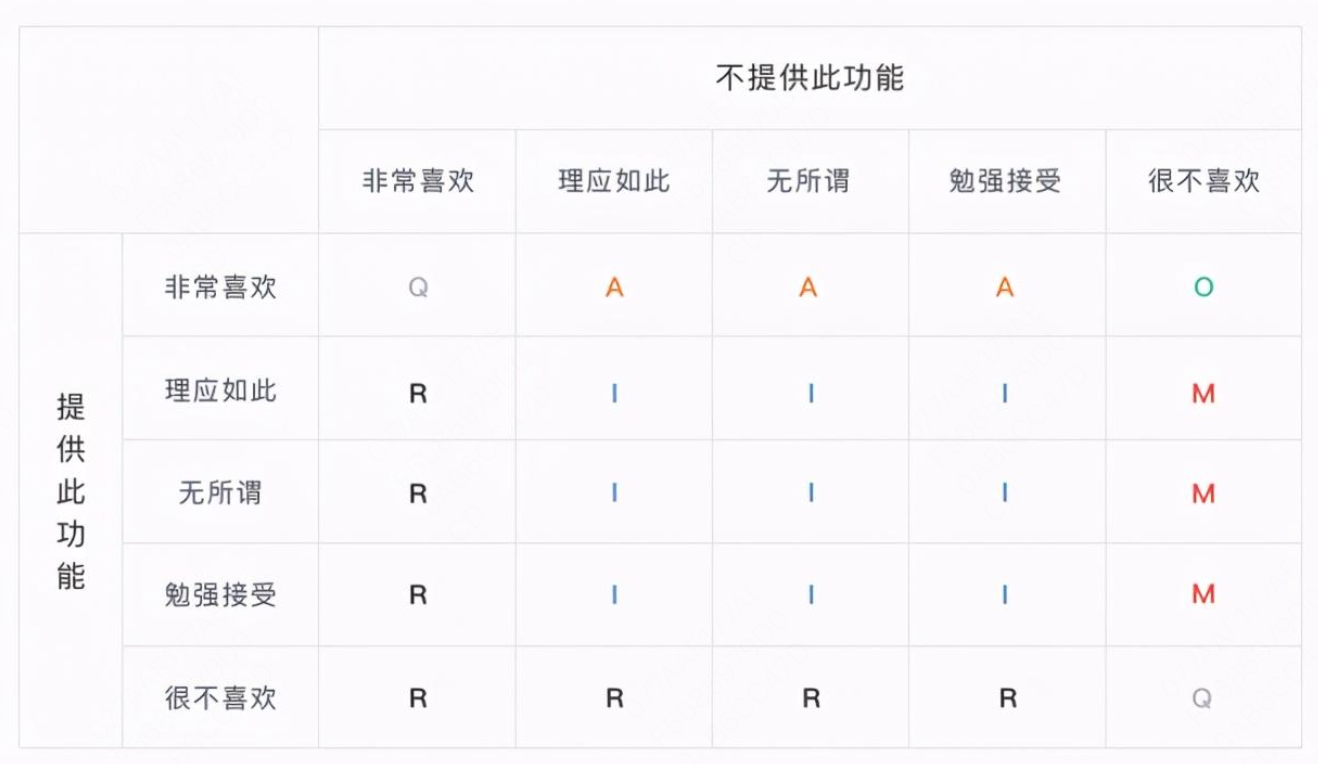 不提供此功能
非常喜欢 理应如此 无所谓 勉强接受 很不喜欢
提供此功能
非常喜欢 Q A A A O
理应如此 R I I I M
无所谓 R I I I M
勉强接受 R I I I M
很不喜欢 R R R R Q